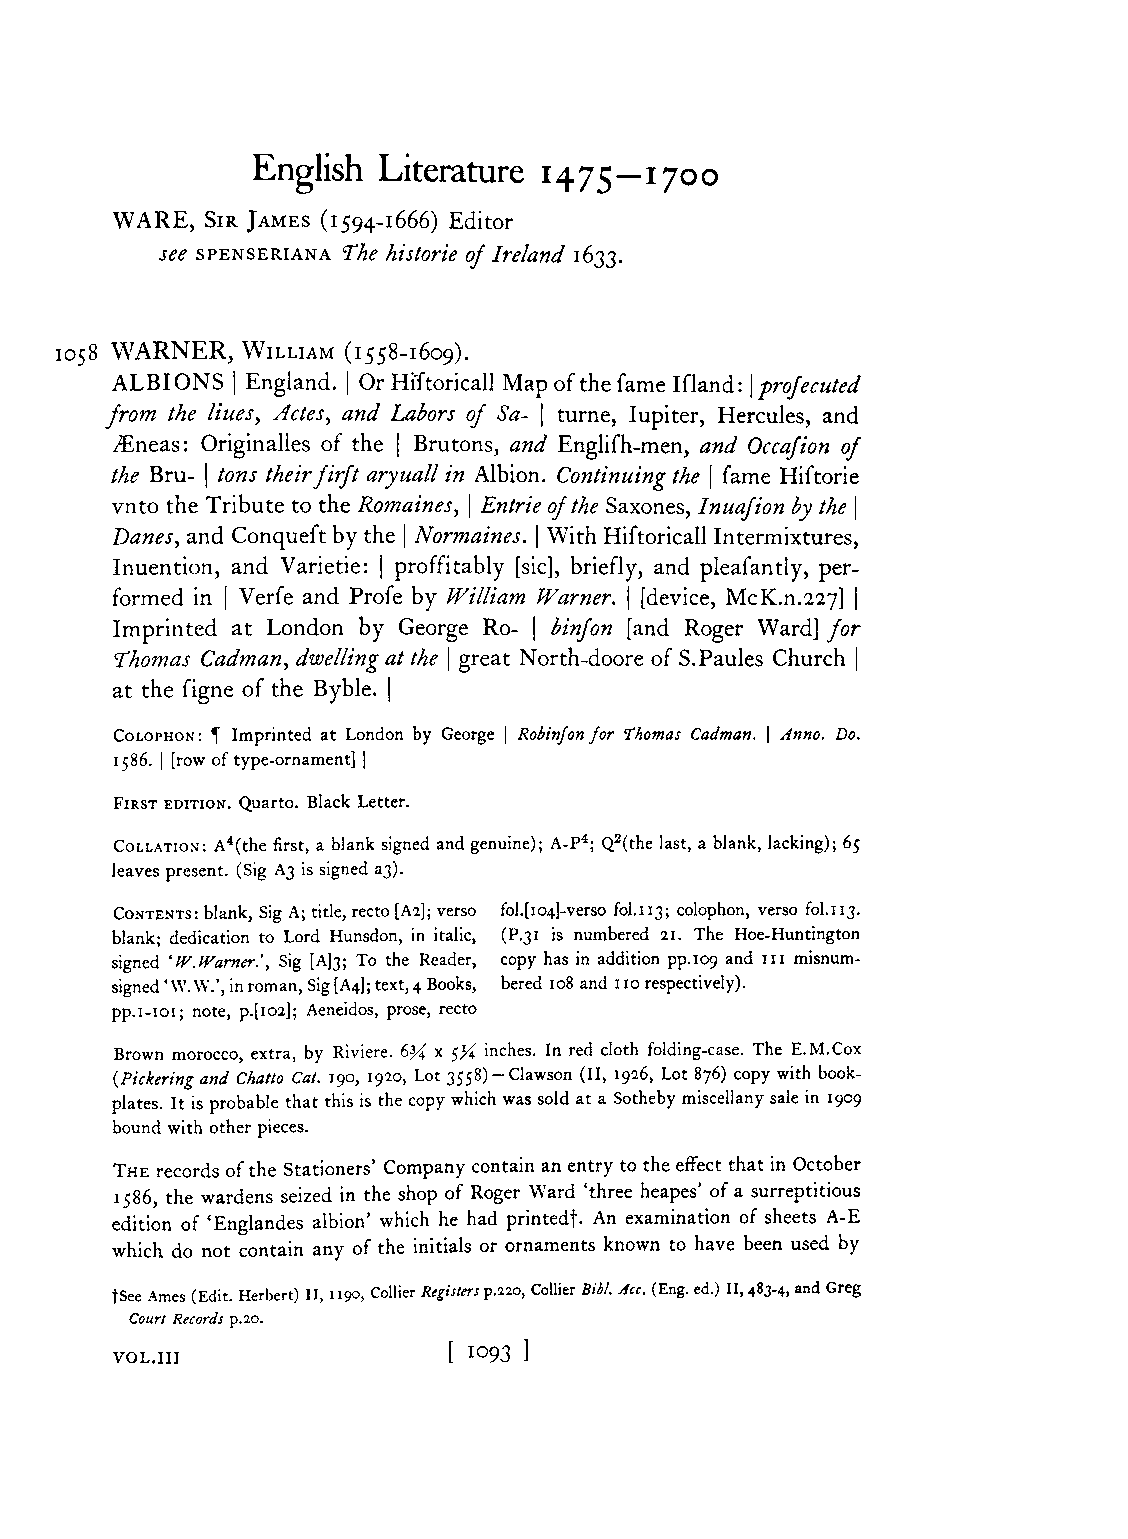 English Literature 1475—1700
WARE, SIR JAMES (1594-1666) Editor
see SPENSERIANA The historie of Ireland 1633.
1058 WARNER, WILLIAM (1558-1609).
ALBIONS | England. | Or Hiſtoricall Map of the ſame Iſland: | proſecuted
from the liues, Actes, and Labors of Sa- | turne, Iupiter, Hercules, and
Æneas: Originalles of the | Brutons, and Engliſh-men, and Occaſion of
the Bru- | tons their firſt aryuall in Albion. Continuing the | ſame Hiſtorie
vnto the Tribute to the Romaines, | Entrie of the Saxones, Inuaſion by the |
Danes, and Conqueſt by the | Normaines. | With Hiſtoricall Intermixtures,
Inuention, and Varietie: | proffitably [sic], briefly, and pleaſantly, per-
formed in | Verſe and Proſe by William Warner. | [device, McK.n.227] |
Imprinted at London by George Ro- | binſon [and Roger Ward] for
Thomas Cadman, dwelling at the | great North-doore of S.Paules Church |
at the ſigne of the Byble. |
COLOPHON: ¶ Imprinted at London by George | Robinſon for Thomas Cadman. | Anno. Do.
1586. | [row of type-ornament] |
FIRST EDITION. Quarto. Black Letter.
COLLATION: A⁴(the first, a blank signed and genuine); A-P⁴; Q²(the last, a blank, lacking); 65
leaves present. (Sig A3 is signed a3).
CONTENTS: blank, Sig A; title, recto [A2]; verso
blank; dedication to Lord Hunsdon, in italic,
signed ‘W.Warner.’, Sig [A]3; To the Reader,
signed ‘W.W.’, in roman, Sig [A4]; text, 4 Books,
pp.1-101; note, p.[102]; Aeneidos, prose, recto
fol.[104]-verso fol.113; colophon, verso fol.113.
(P.31 is numbered 21. The Hoe-Huntington
copy has in addition pp.109 and 111 misnum-
bered 108 and 110 respectively).
Brown morocco, extra, by Riviere. 6¾ x 5¼ inches. In red cloth folding-case. The E.M.Cox
(Pickering and Chatto Cat. 190, 1920, Lot 3558)—Clawson (II, 1926, Lot 876) copy with book-
plates. It is probable that this is the copy which was sold at a Sotheby miscellany sale in 1909
bound with other pieces.
THE records of the Stationers’ Company contain an entry to the effect that in October
1586, the wardens seized in the shop of Roger Ward ‘three heapes’ of a surreptitious
edition of ‘Englandes albion’ which he had printed†. An examination of sheets A-E
which do not contain any of the initials or ornaments known to have been used by
†See Ames (Edit. Herbert) II, 1190, Collier Registers p.220, Collier Bibl. Acc. (Eng. ed.) II, 483-4, and Greg
Court Records p.20.
VOL.III [ 1093 ]